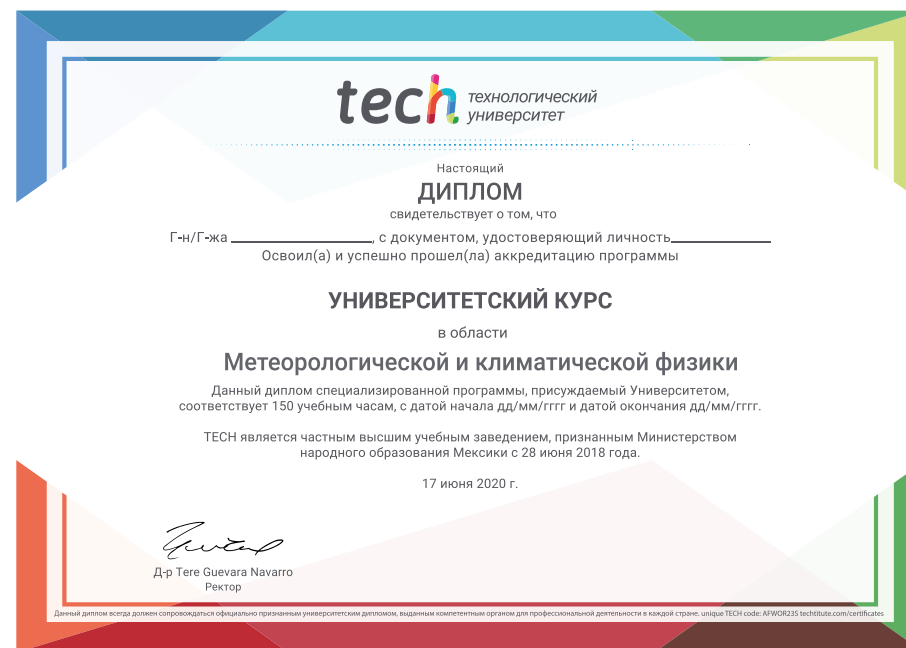 tech технологический
университет
Настоящий
ДИПЛОМ
свидетельствует о том, что
Г-н/Г-жа ____________________, с документом, удостоверяющий личность______________
Освоил(а) и успешно прошел(ла) аккредитацию программы
УНИВЕРСИТЕТСКИЙ КУРС
в области
Метеорологической и климатической физики
Данный диплом специализированной программы, присуждаемый Университетом,
соответствует 150 учебным часам, с датой начала дд/мм/гггг и датой окончания дд/мм/гггг.
TECH является частным высшим учебным заведением, признанным Министерством
народного образования Мексики с 28 июня 2018 года.
17 июня 2020 г.
Д-р Tere Guevara Navarro
Ректор
Данный диплом всегда должен сопровождаться официально признанным университетским дипломом, выданным компетентным органом для профессиональной деятельности в каждой стране. unique TECH code: AFWOR23S techtitute.com/certificates